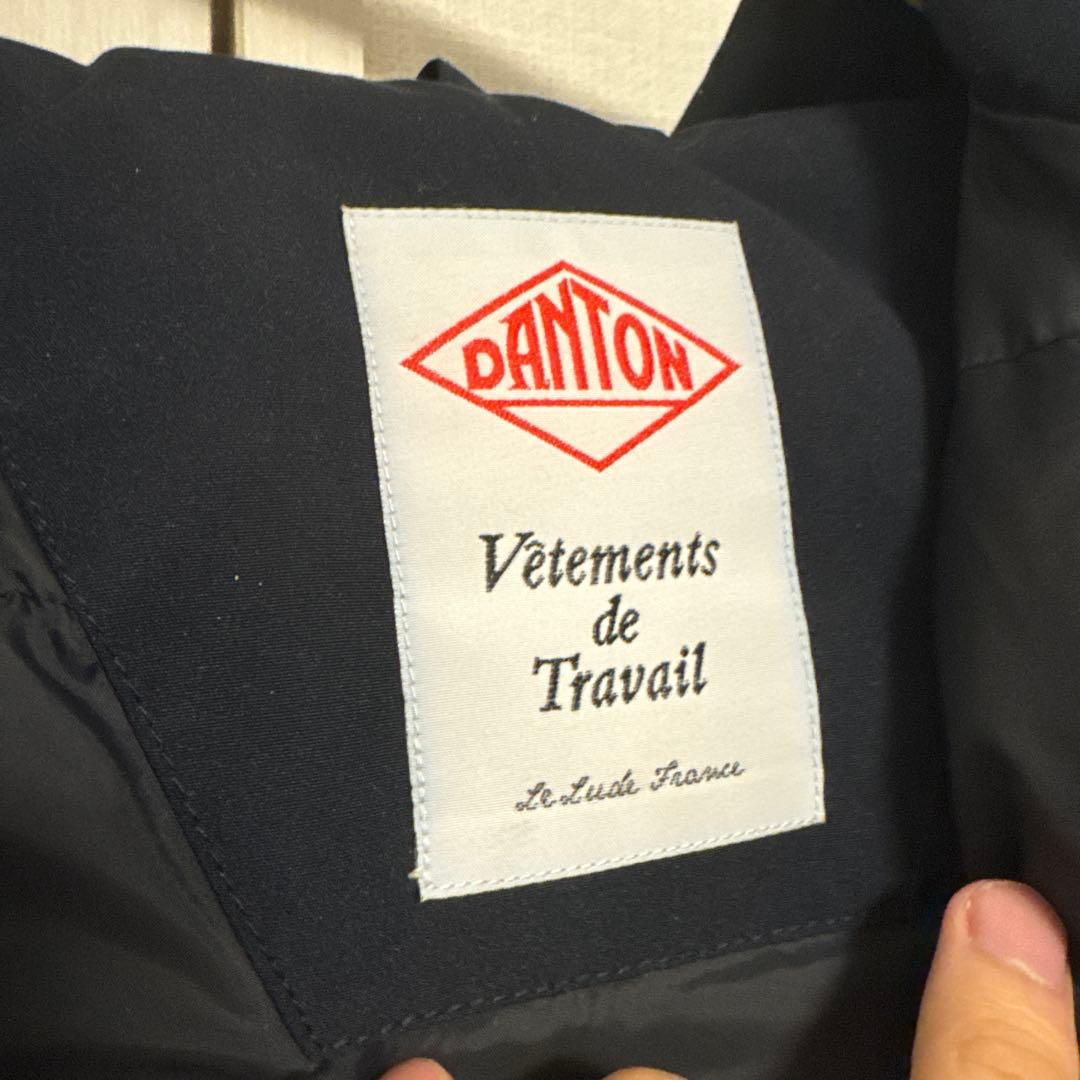 DANTON
Vêtements
de
Travail
Le Lude France